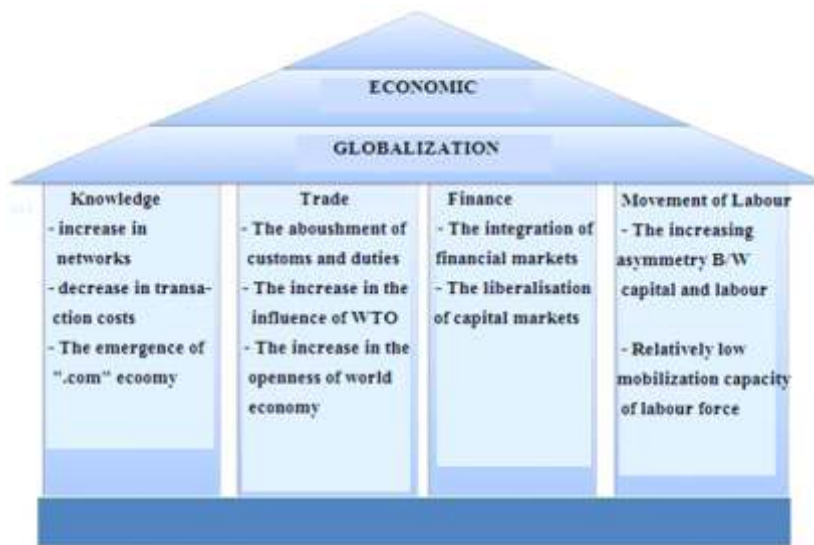 ECONOMIC
GLOBALIZATION
Knowledge
- increase in
networks
- decrease in transa-
ction costs
- The emergence of
".com" ecoomy
Trade
- The aboushment of
customs and duties
- The increase in the
influence of WTO
- The increase in the
openness of world
economy
Finance
- The integration of
financial markets
- The liberalisation
of capital markets
Movement of Labour
- The increasing
asymmetry B/W
capital and labour
- Relatively low
mobilization capacity
of labour force